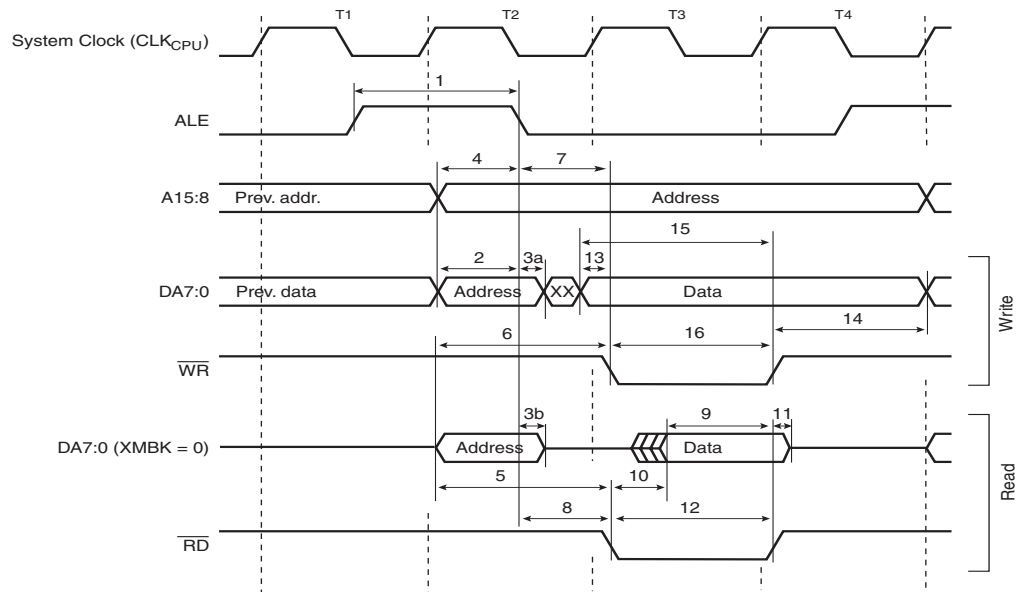 T1 T2 T3 T4
System Clock (CLKCPU)
1
ALE
4 7
A15:8 Prev. addr. Address
15
2 3a 13
DA7:0 Prev. data Address XX Data
14
6 16
WR
Write
3b 9 11
DA7:0 (XMBK = 0) Address Data
5 10
8 12
RD
Read